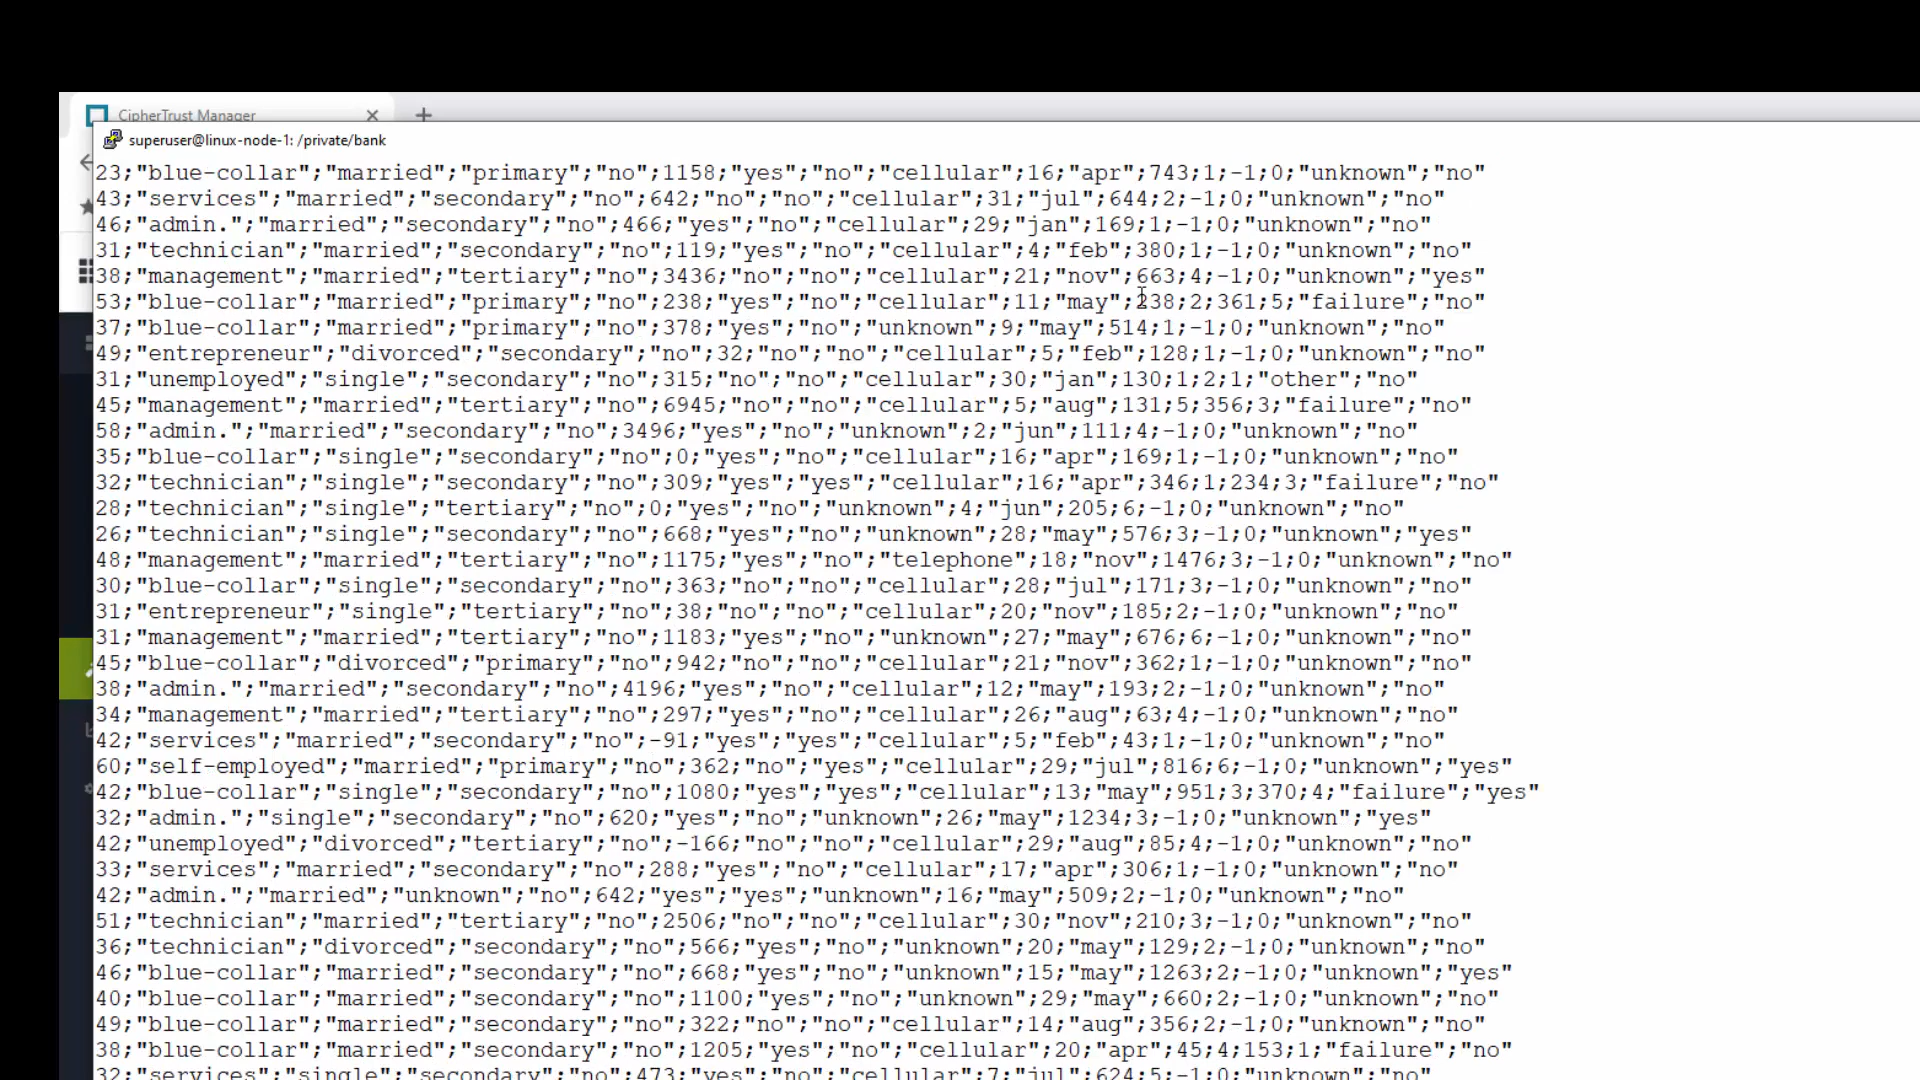 CipherTrust Manager
superuser@linux-node-1: /private/bank
23;"blue-collar";"married";"primary";"no";1158;"yes";"no";"cellular";16;"apr";743;1;-1;0;"unknown";"no"
43;"services";"married";"secondary";"no";642;"no";"no";"cellular";31;"jul";644;2;-1;0;"unknown";"no"
46;"admin.";"married";"secondary";"no";466;"yes";"no";"cellular";29;"jan";169;1;-1;0;"unknown";"no"
31;"technician";"married";"secondary";"no";119;"yes";"no";"cellular";4;"feb";380;1;-1;0;"unknown";"no"
38;"management";"married";"tertiary";"no";3436;"no";"no";"cellular";21;"nov";663;4;-1;0;"unknown";"yes"
53;"blue-collar";"married";"primary";"no";238;"yes";"no";"cellular";11;"may";238;2;361;5;"failure";"no"
37;"blue-collar";"married";"primary";"no";378;"yes";"no";"unknown";9;"may";514;1;-1;0;"unknown";"no"
49;"entrepreneur";"divorced";"secondary";"no";32;"no";"no";"cellular";5;"feb";128;1;-1;0;"unknown";"no"
31;"unemployed";"single";"secondary";"no";315;"no";"no";"cellular";30;"jan";130;1;2;1;"other";"no"
45;"management";"married";"tertiary";"no";6945;"no";"no";"cellular";5;"aug";131;5;356;3;"failure";"no"
58;"admin.";"married";"secondary";"no";3496;"yes";"no";"unknown";2;"jun";111;4;-1;0;"unknown";"no"
35;"blue-collar";"single";"secondary";"no";0;"yes";"no";"cellular";16;"apr";169;1;-1;0;"unknown";"no"
32;"technician";"single";"secondary";"no";309;"yes";"yes";"cellular";16;"apr";346;1;234;3;"failure";"no"
28;"technician";"single";"tertiary";"no";0;"yes";"no";"unknown";4;"jun";205;6;-1;0;"unknown";"no"
26;"technician";"single";"secondary";"no";668;"yes";"no";"unknown";28;"may";576;3;-1;0;"unknown";"yes"
48;"management";"married";"tertiary";"no";1175;"yes";"no";"telephone";18;"nov";1476;3;-1;0;"unknown";"no"
30;"blue-collar";"single";"secondary";"no";363;"no";"no";"cellular";28;"jul";171;3;-1;0;"unknown";"no"
31;"entrepreneur";"single";"tertiary";"no";38;"no";"no";"cellular";20;"nov";185;2;-1;0;"unknown";"no"
31;"management";"married";"tertiary";"no";1183;"yes";"no";"unknown";27;"may";676;6;-1;0;"unknown";"no"
45;"blue-collar";"divorced";"primary";"no";942;"no";"no";"cellular";21;"nov";362;1;-1;0;"unknown";"no"
38;"admin.";"married";"secondary";"no";4196;"yes";"no";"cellular";12;"may";193;2;-1;0;"unknown";"no"
34;"management";"married";"tertiary";"no";297;"yes";"no";"cellular";26;"aug";63;4;-1;0;"unknown";"no"
42;"services";"married";"secondary";"no";-91;"yes";"yes";"cellular";5;"feb";43;1;-1;0;"unknown";"no"
60;"self-employed";"married";"primary";"no";362;"no";"yes";"cellular";29;"jul";816;6;-1;0;"unknown";"yes"
42;"blue-collar";"single";"secondary";"no";1080;"yes";"yes";"cellular";13;"may";951;3;370;4;"failure";"yes"
32;"admin.";"single";"secondary";"no";620;"yes";"no";"unknown";26;"may";1234;3;-1;0;"unknown";"yes"
42;"unemployed";"divorced";"tertiary";"no";-166;"no";"no";"cellular";29;"aug";85;4;-1;0;"unknown";"no"
33;"services";"married";"secondary";"no";288;"yes";"no";"cellular";17;"apr";306;1;-1;0;"unknown";"no"
42;"admin.";"married";"unknown";"no";642;"yes";"yes";"unknown";16;"may";509;2;-1;0;"unknown";"no"
51;"technician";"married";"tertiary";"no";2506;"no";"no";"cellular";30;"nov";210;3;-1;0;"unknown";"no"
36;"technician";"divorced";"secondary";"no";566;"yes";"no";"unknown";20;"may";129;2;-1;0;"unknown";"no"
46;"blue-collar";"married";"secondary";"no";668;"yes";"no";"unknown";15;"may";1263;2;-1;0;"unknown";"yes"
40;"blue-collar";"married";"secondary";"no";1100;"yes";"no";"unknown";29;"may";660;2;-1;0;"unknown";"no"
49;"blue-collar";"married";"secondary";"no";322;"no";"no";"cellular";14;"aug";356;2;-1;0;"unknown";"no"
38;"blue-collar";"married";"secondary";"no";1205;"yes";"no";"cellular";20;"apr";45;4;153;1;"failure";"no"
32;"services";"single";"secondary";"no";473;"yes";"no";"cellular";7;"jul";624;5;-1;0;"unknown";"no"